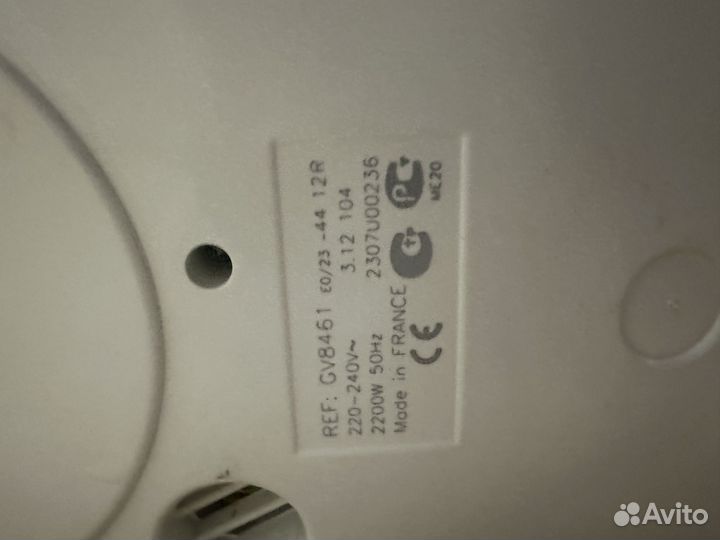 REF: GV8461 E0/23 -44 12R
220-240V~ 3.12 104
2200W 50Hz 2307U00236
Made in FRANCE
CE
ME20
Avito